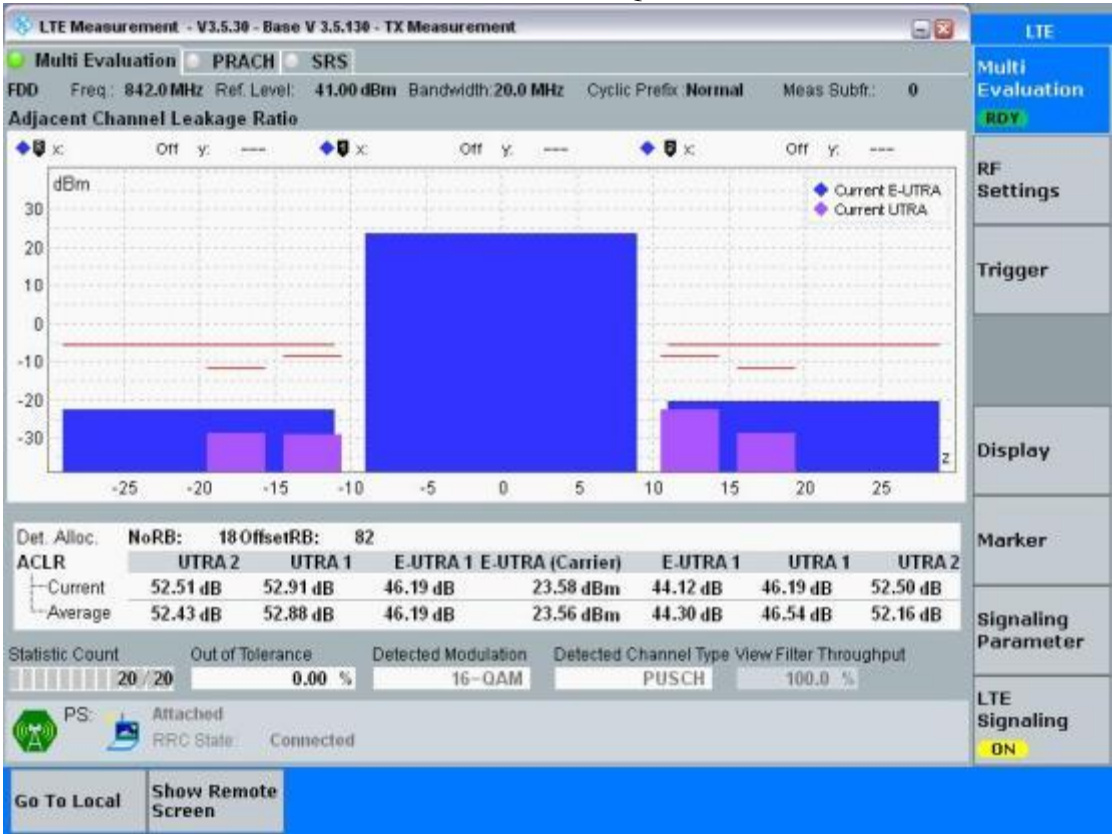 LTE Measurement - V3.5.30 - Base V 3.5.130 - TX Measurement
LTE
Multi Evaluation PRACH SRS
Multi
Evaluation
RDY
FDD Freq.: 842.0 MHz Ref. Level: 41.00 dBm Bandwidth: 20.0 MHz Cyclic Prefix: Normal Meas Subfr.: 0
Adjacent Channel Leakage Ratio
x: Off y: --- x: Off y: --- x: Off y: ---
RF
Settings
dBm
Current E-UTRA
Current UTRA
30
20
10
0
-10
-20
-30
z
-25 -20 -15 -10 -5 0 5 10 15 20 25
Trigger
Display
Marker
Det. Alloc. NoRB: 18 OffsetRB: 82
ACLR UTRA 2 UTRA 1 E-UTRA 1 E-UTRA (Carrier) E-UTRA 1 UTRA 1 UTRA 2
Current 52.51 dB 52.91 dB 46.19 dB 23.58 dBm 44.12 dB 46.19 dB 52.50 dB
Average 52.43 dB 52.88 dB 46.19 dB 23.56 dBm 44.30 dB 46.54 dB 52.16 dB
Signaling
Parameter
Statistic Count Out of Tolerance Detected Modulation Detected Channel Type View Filter Throughput
20 / 20 0.00 % 16-QAM PUSCH 100.0 %
PS: Attached
RRC State: Connected
LTE
Signaling
ON
Go To Local
Show Remote
Screen